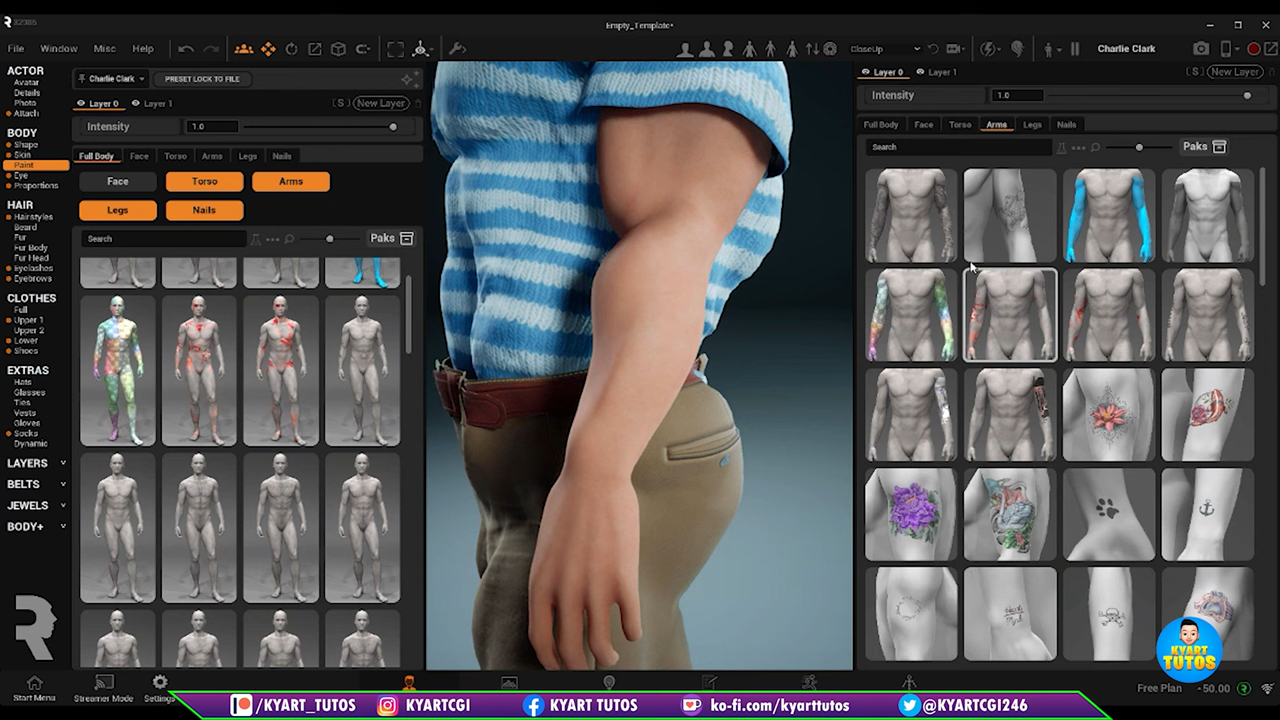 32985
Empty_Template*
File Window Misc Help
CloseUp
Charlie Clark
ACTOR
Avatar
Details
Photo
Attach
BODY
Shape
Skin
Paint
Eye
Proportions
HAIR
Hairstyles
Beard
Fur
Fur Body
Fur Head
Eyelashes
Eyebrows
CLOTHES
Full
Upper 1
Upper 2
Lower
Shoes
EXTRAS
Hats
Glasses
Ties
Vests
Gloves
Socks
Dynamic
LAYERS
BELTS
JEWELS
BODY+
Charlie Clark
PRESET LOCK TO FILE
Layer 0 Layer 1 [S] New Layer
Intensity 1.0
Full Body Face Torso Arms Legs Nails
Face Torso Arms
Legs Nails
Search Paks
Layer 0 Layer 1 [S] New Layer
Intensity 1.0
Full Body Face Torso Arms Legs Nails
Search Paks
KYART
TUTOS
Start Menu Streamer Mode Settings
Free Plan -50.00
/KYART_TUTOS KYARTCGI KYART TUTOS ko-fi.com/kyarttutos @KYARTCGI246